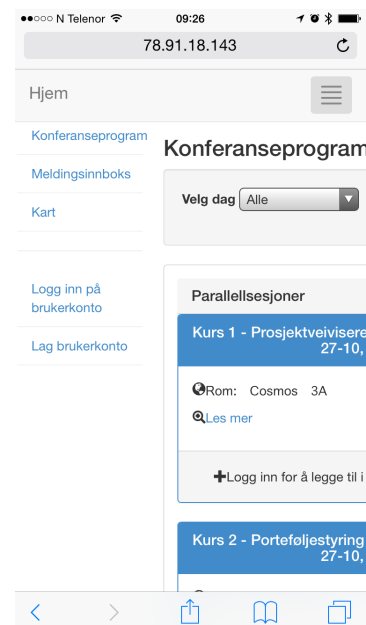 N Telenor 09:26
78.91.18.143
Hjem
Konferanseprogram
Meldingsinnboks
Kart
Logg inn på
brukerkonto
Lag brukerkonto
Konferanseprogram
Velg dag Alle
Parallellsesjoner
Kurs 1 - Prosjektveivisere
27-10,
Rom: Cosmos 3A
Les mer
Logg inn for å legge til i
Kurs 2 - Porteføljestyring
27-10,